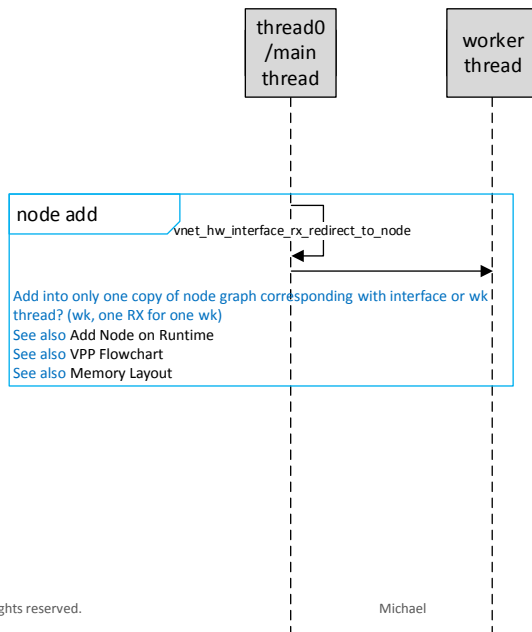 thread0
/main
thread
worker
thread
node add
vnet_hw_interface_rx_redirect_to_node
Add into only one copy of node graph corresponding with interface or wk
thread? (wk, one RX for one wk)
See also Add Node on Runtime
See also VPP Flowchart
See also Memory Layout
ghts reserved.
Michael